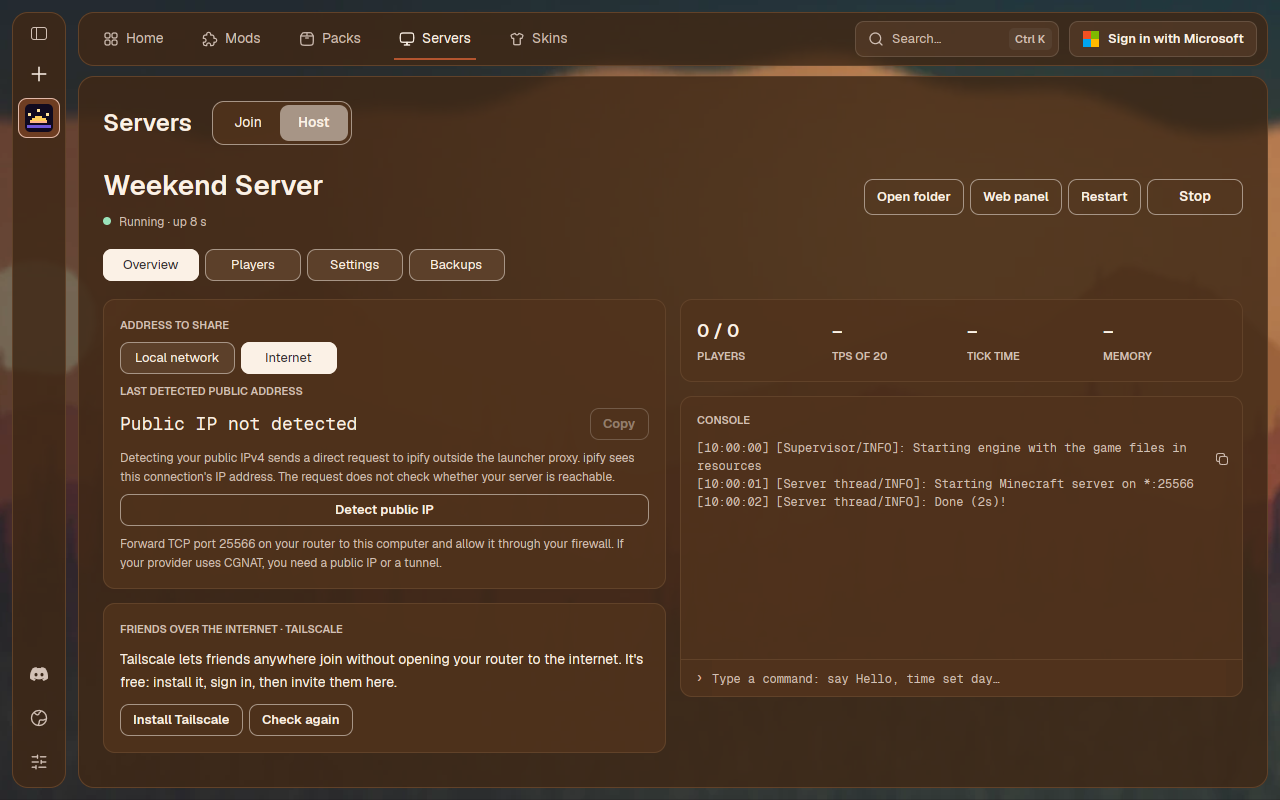 Home
Mods
Packs
Servers
Skins
Search...
Ctrl K
Sign in with Microsoft
Servers
Join
Host
Weekend Server
Running · up 8 s
Open folder
Web panel
Restart
Stop
Overview
Players
Settings
Backups
ADDRESS TO SHARE
Local network
Internet
LAST DETECTED PUBLIC ADDRESS
Public IP not detected
Copy
Detecting your public IPv4 sends a direct request to ipify outside the launcher proxy. ipify sees
this connection's IP address. The request does not check whether your server is reachable.
Detect public IP
Forward TCP port 25566 on your router to this computer and allow it through your firewall. If
your provider uses CGNAT, you need a public IP or a tunnel.
FRIENDS OVER THE INTERNET · TAILSCALE
Tailscale lets friends anywhere join without opening your router to the internet. It's
free: install it, sign in, then invite them here.
Install Tailscale
Check again
0 / 0
PLAYERS
–
TPS OF 20
–
TICK TIME
–
MEMORY
CONSOLE
[10:00:00] [Supervisor/INFO]: Starting engine with the game files in
resources
[10:00:01] [Server thread/INFO]: Starting Minecraft server on *:25566
[10:00:02] [Server thread/INFO]: Done (2s)!
› Type a command: say Hello, time set day…